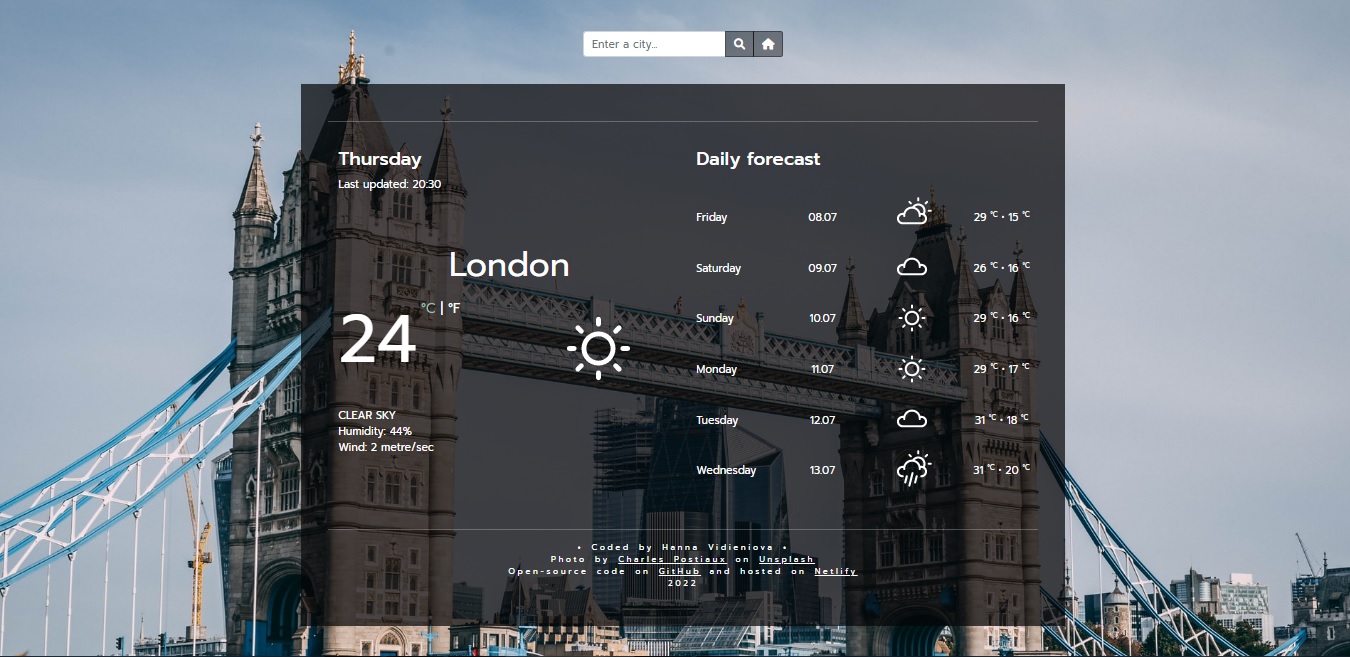 Enter a city...
Thursday
Last updated: 20:30
London
24 °C | °F
CLEAR SKY
Humidity: 44%
Wind: 2 metre/sec
Daily forecast
Friday 08.07 29 °C • 15 °C
Saturday 09.07 26 °C • 16 °C
Sunday 10.07 29 °C • 16 °C
Monday 11.07 29 °C • 17 °C
Tuesday 12.07 31 °C • 18 °C
Wednesday 13.07 31 °C • 20 °C
• Coded by Hanna Vidieniova •
Photo by Charles Postiaux on Unsplash
Open-source code on GitHub and hosted on Netlify
2022